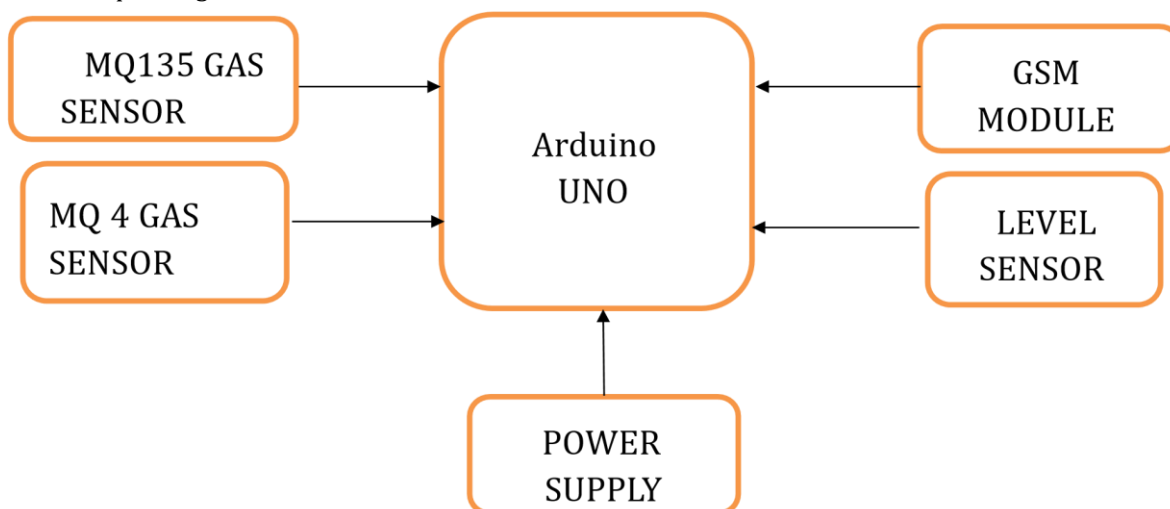 MQ135 GAS
SENSOR
MQ 4 GAS
SENSOR
Arduino
UNO
GSM
MODULE
LEVEL
SENSOR
POWER
SUPPLY